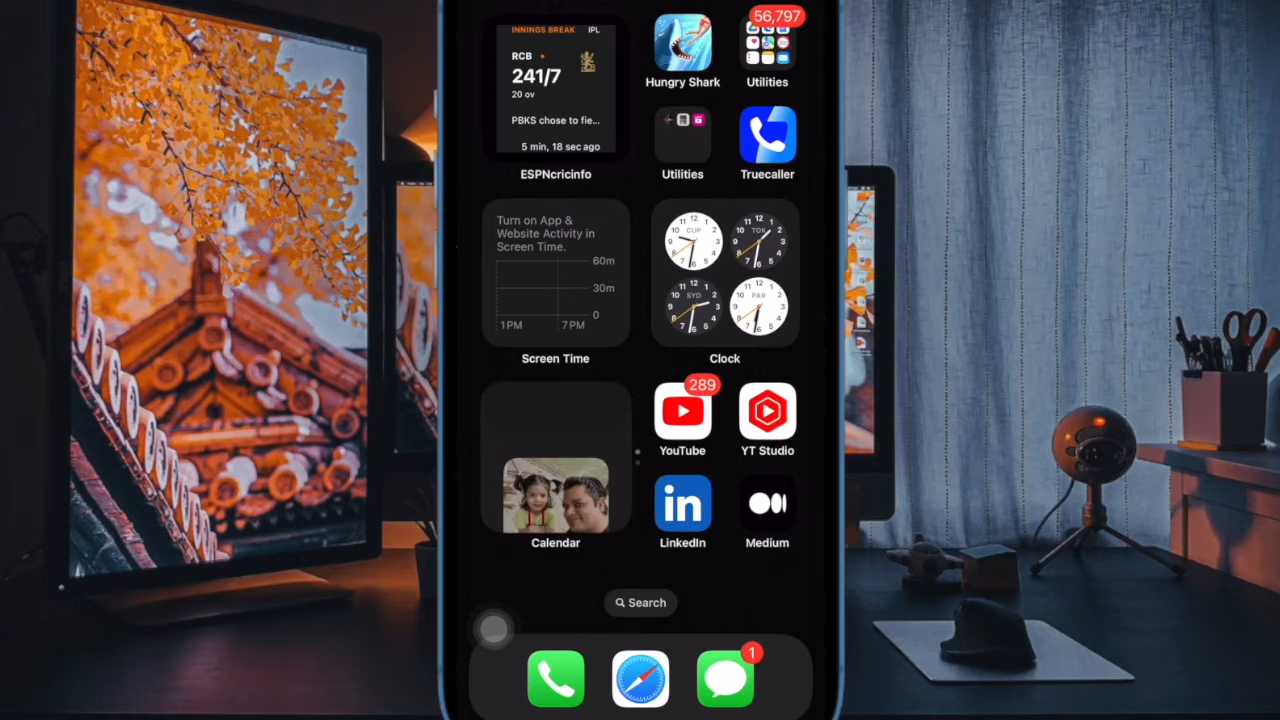 INNINGS BREAK IPL
RCB
241/7
20 ov
PBKS chose to fie...
5 min, 18 sec ago
ESPNcricinfo
Hungry Shark
56,797
Utilities
Utilities
Truecaller
Turn on App &
Website Activity in
Screen Time.
60m
30m
0
1PM 7PM
Screen Time
CUP
SYD
PAR
Clock
Calendar
289
YouTube
YT Studio
in
LinkedIn
Medium
Search
1